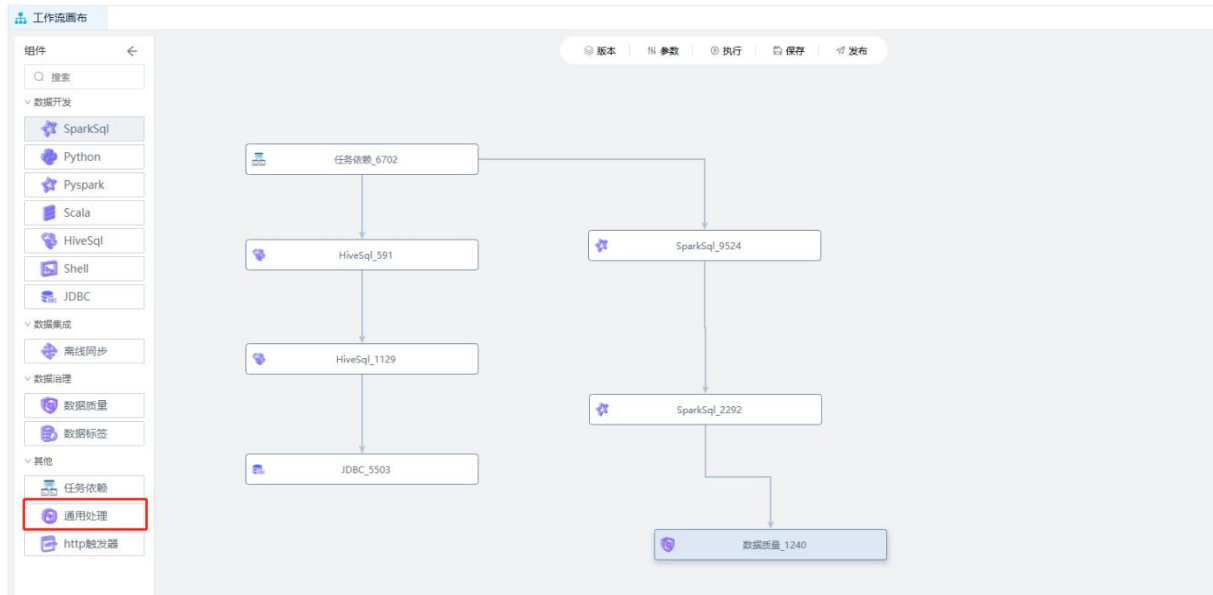 工作流画布
组件
版本 参数 执行 保存 发布
搜索
数据开发
SparkSql
Python
Pyspark
Scala
HiveSql
Shell
JDBC
数据集成
离线同步
数据治理
数据质量
数据标签
其他
任务依赖
通用处理
http触发器
任务依赖_6702
HiveSql_591
SparkSql_9524
HiveSql_1129
SparkSql_2292
JDBC_5503
数据质量_1240